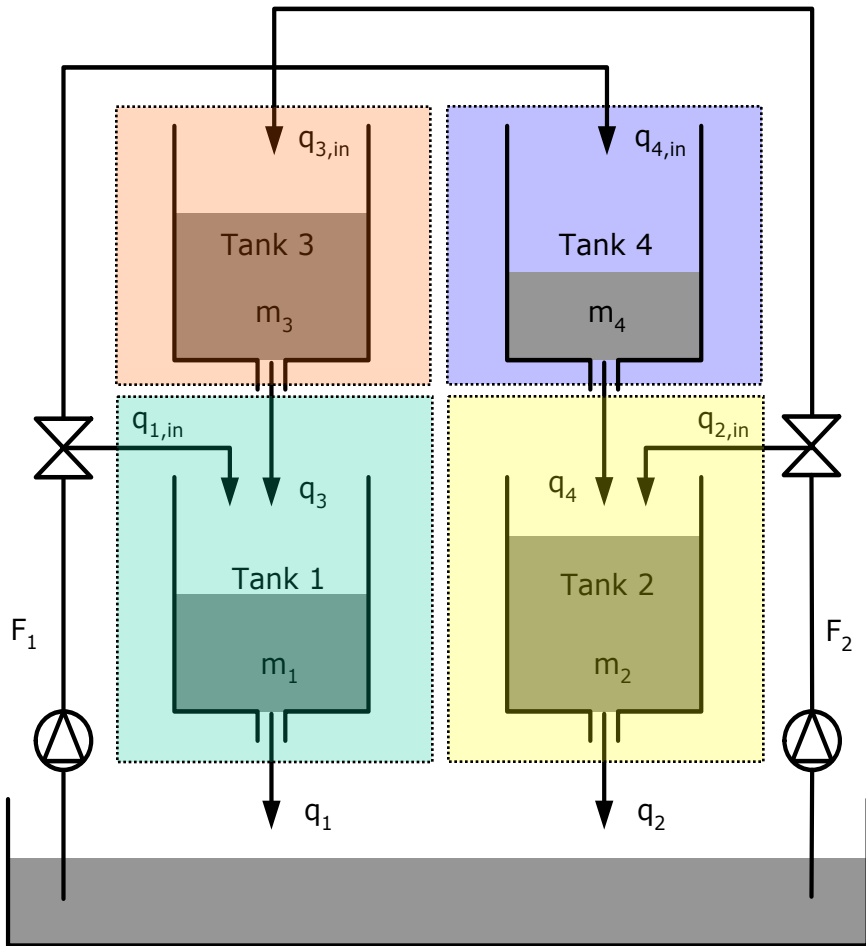 q3,in
q4,in
Tank 3
Tank 4
m3
m4
q1,in
q2,in
q3
q4
Tank 1
Tank 2
F1
F2
m1
m2
q1
q2